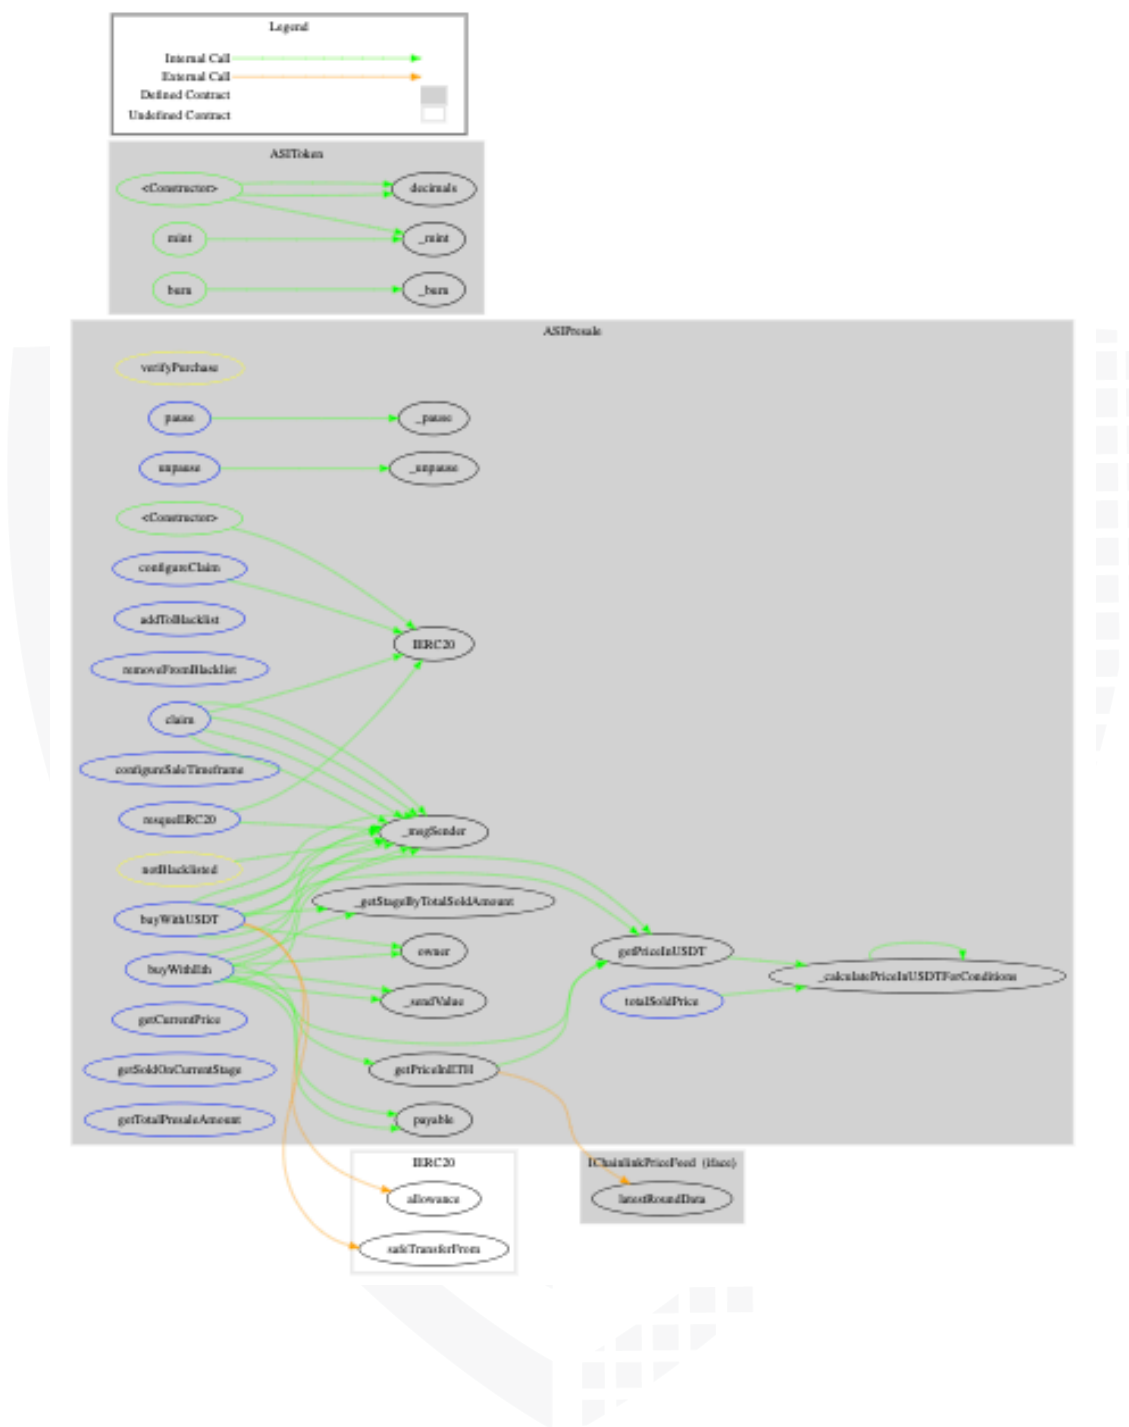 Legend
Internal Call
External Call
Defined Contract
Undefined Contract
ASIToken
<Constructor>
decimals
mint
_mint
burn
_burn
ASIPresale
verifyPurchase
pause
_pause
unpause
_unpause
<Constructor>
configureClaim
addToBlacklist
IERC20
removeFromBlacklist
claim
configureSaleTimeframe
resqueERC20
_msgSender
notBlacklisted
_getStageByTotalSoldAmount
buyWithUSDT
owner
getPriceInUSDT
buyWithEth
_calculatePriceInUSDTForConditions
_sendValue
totalSoldPrice
getCurrentPrice
getSoldOnCurrentStage
getPriceInETH
getTotalPresaleAmount
payable
IERC20
IChainlinkPriceFeed (iface)
allowance
latestRoundData
safeTransferFrom